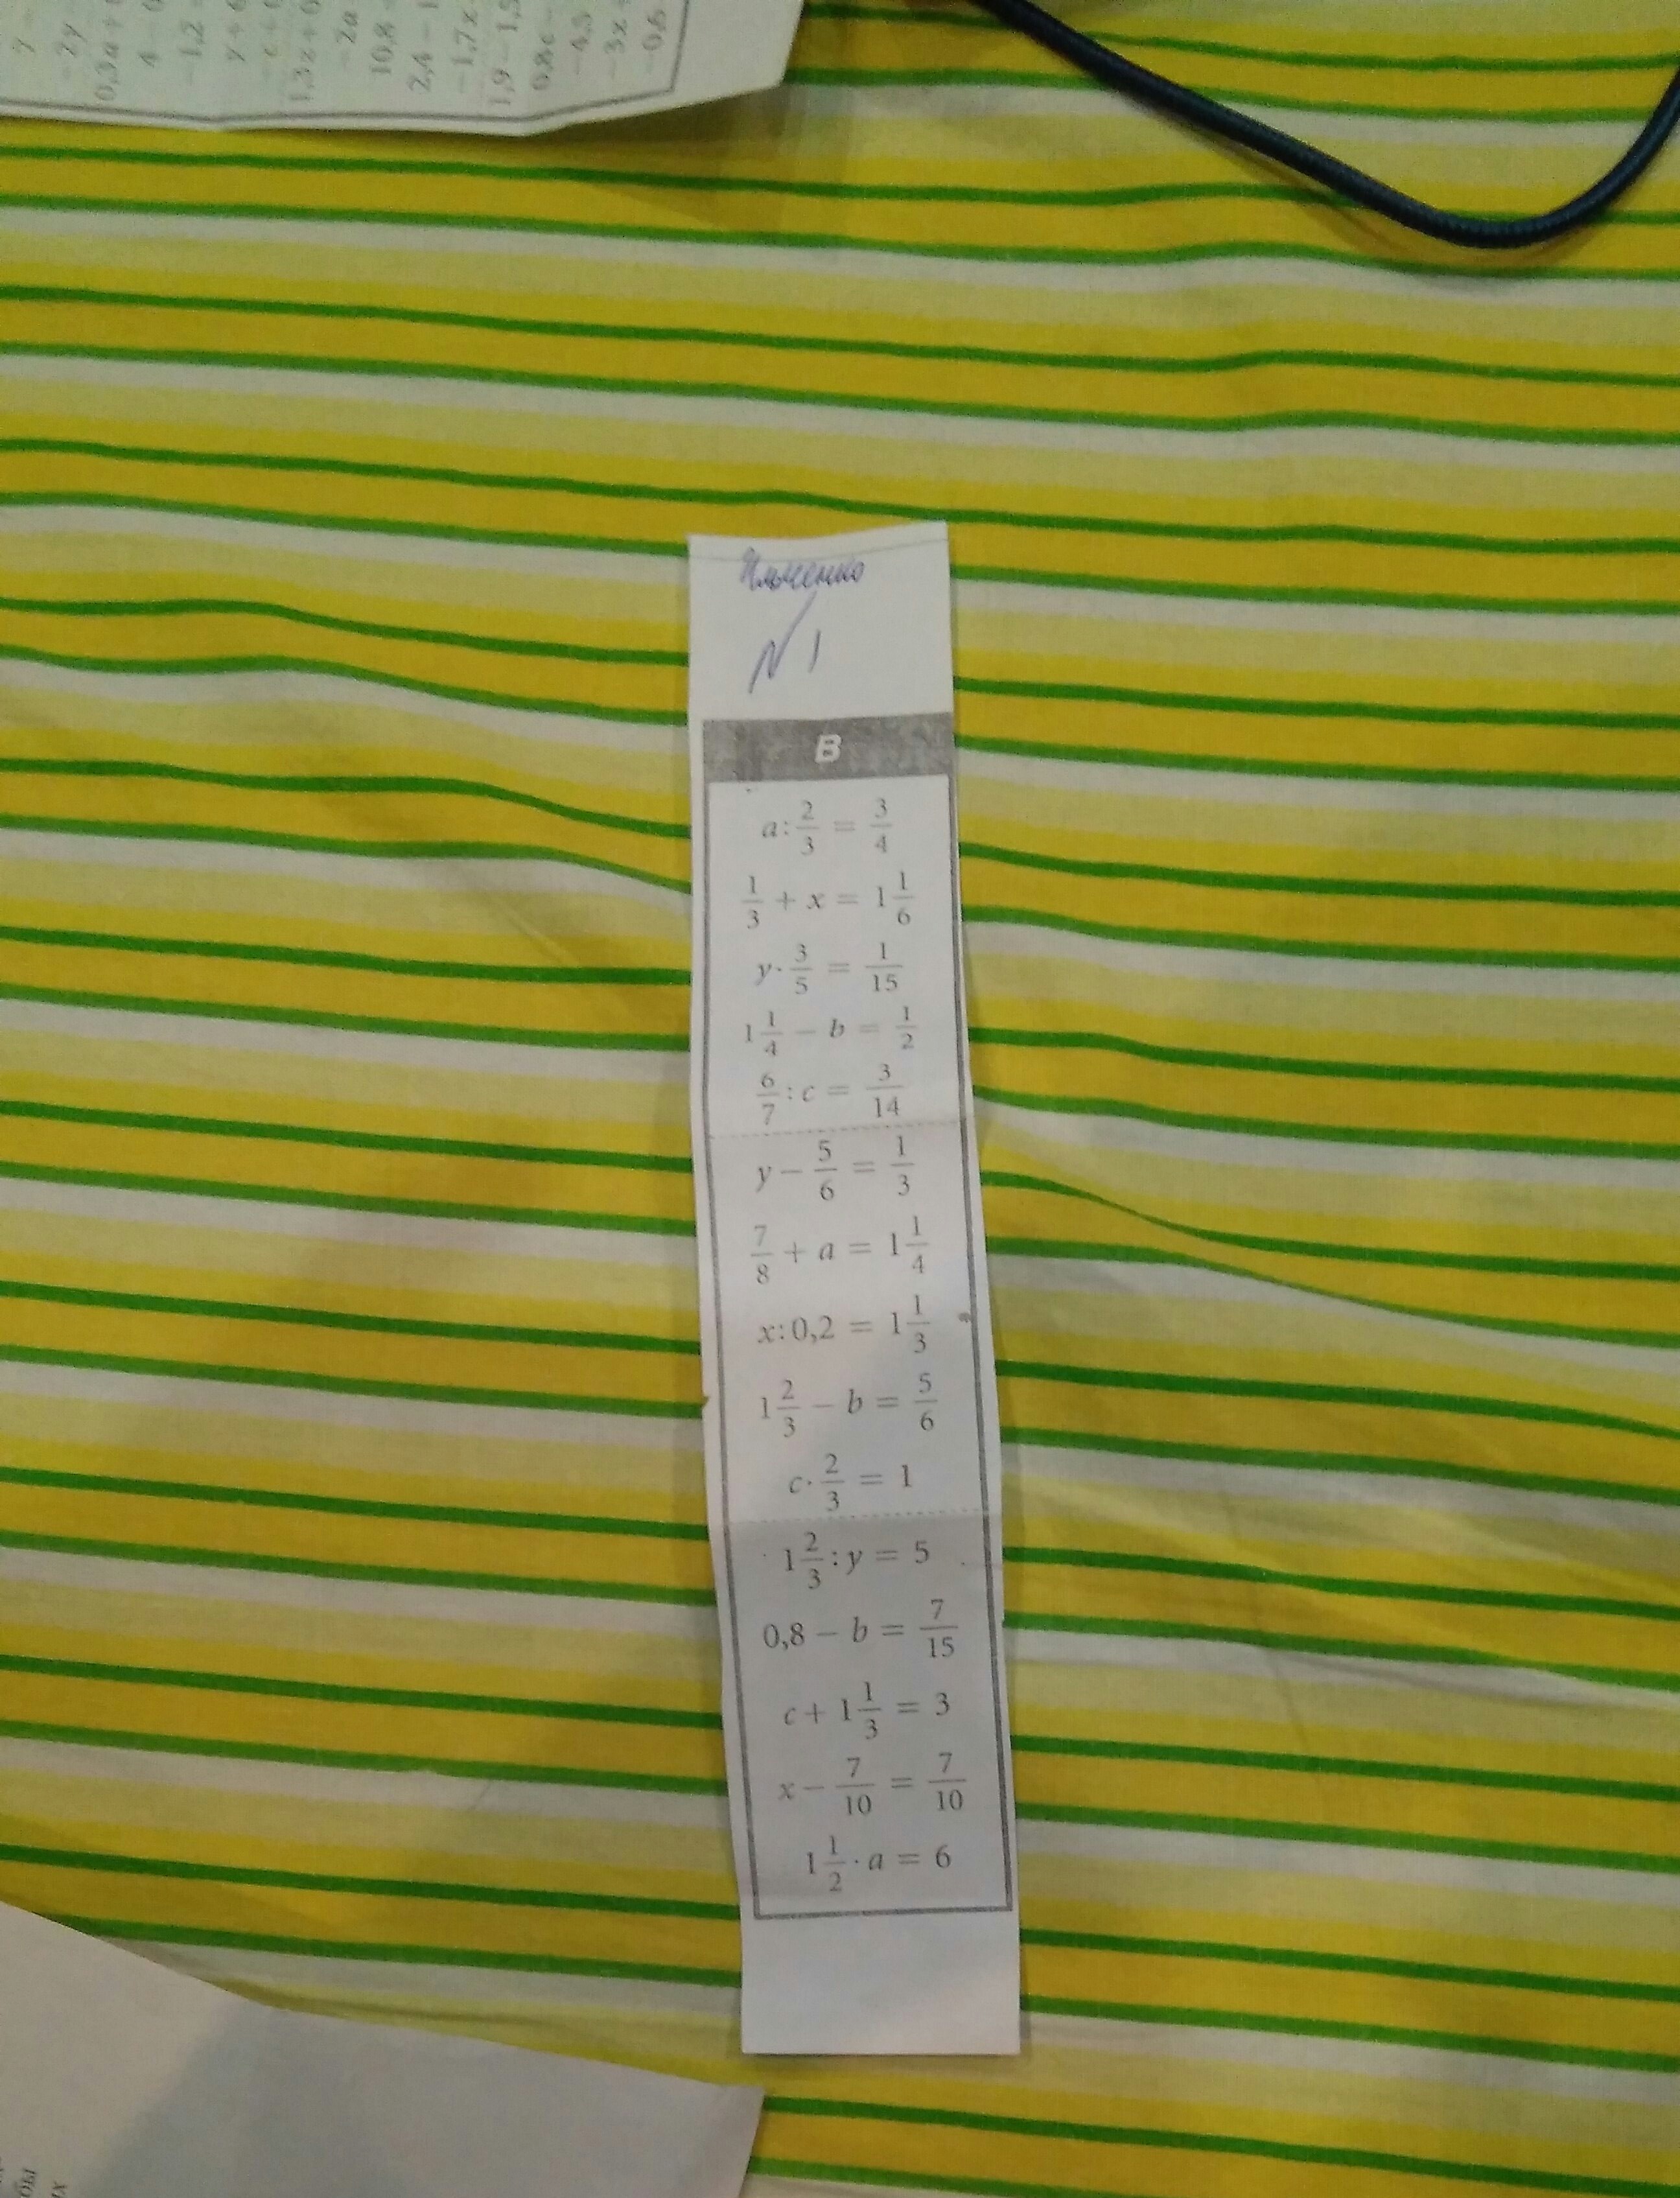 Ильченко
№1
В
a : 2/3 = 3/4
1/3 + x = 1 1/6
y · 3/5 = 1/15
1 1/4 − b = 1/2
6/7 : c = 3/14
y − 5/6 = 1/3
7/8 + a = 1 1/4
x : 0,2 = 1 1/3
1 2/3 − b = 5/6
c · 2/3 = 1
1 2/3 : y = 5
0,8 − b = 7/15
c + 1 1/3 = 3
x − 7/10 = 7/10
1 1/2 · a = 6